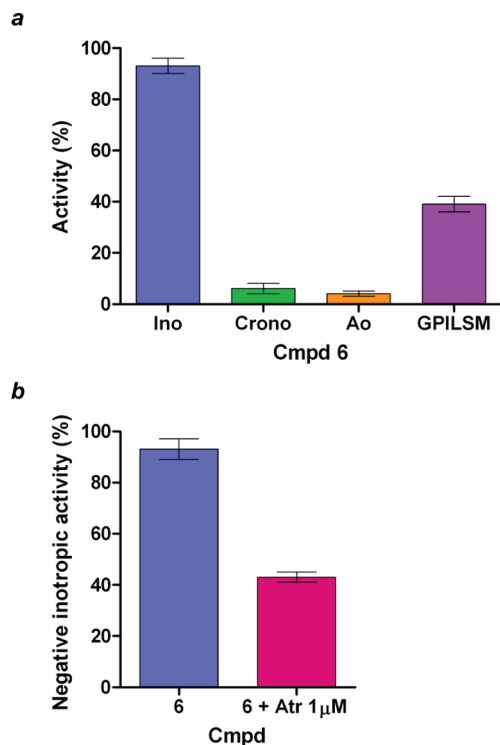 a
Activity (%)
100
80
60
40
20
0
Ino Crono Ao GPILSM
Cmpd 6
b
Negative inotropic activity (%)
100
80
60
40
20
0
6 6 + Atr 1μM
Cmpd